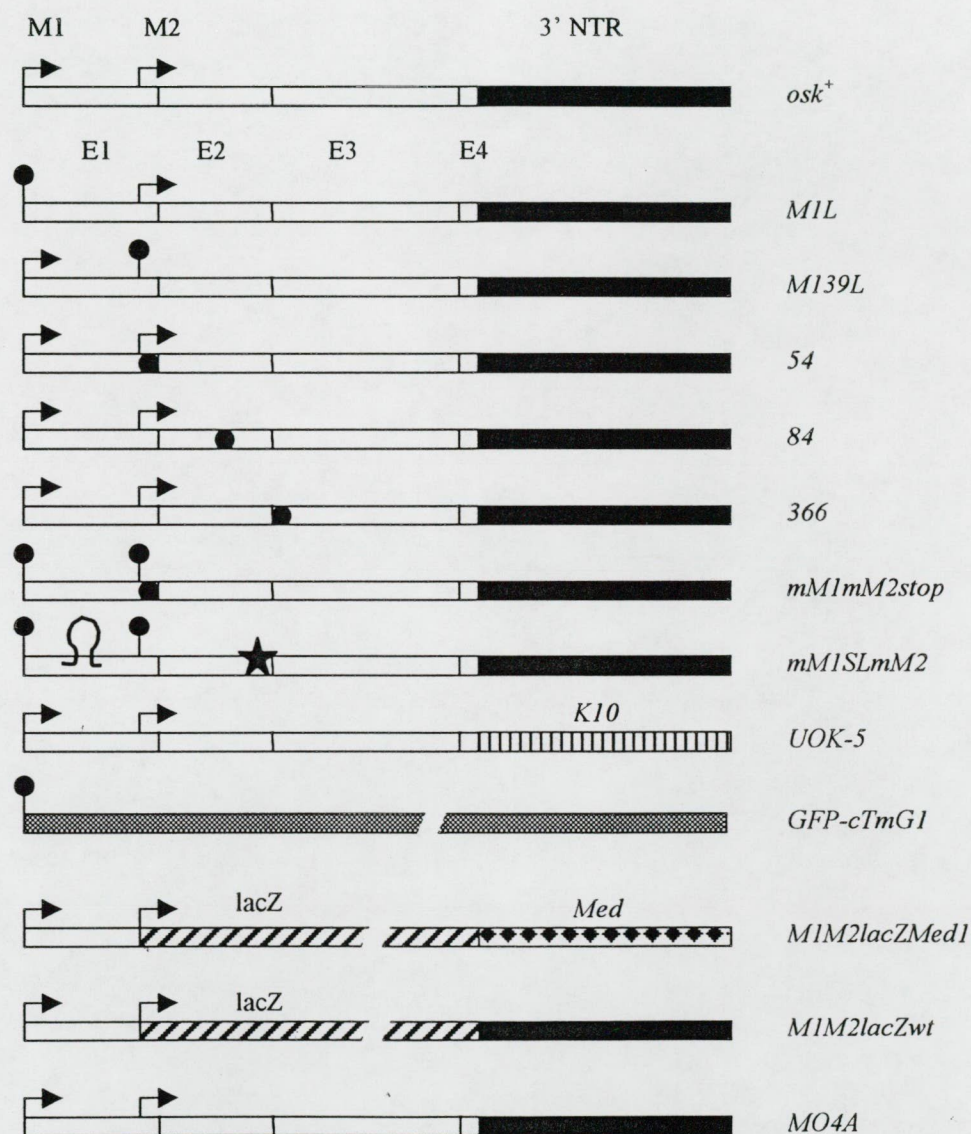 M1 M2 3’ NTR
osk+
E1 E2 E3 E4
M1L
M139L
54
84
366
mM1mM2stop
mM1SLmM2
K10
UOK-5
GFP-cTmG1
lacZ Med
M1M2lacZMed1
lacZ
M1M2lacZwt
MO4A